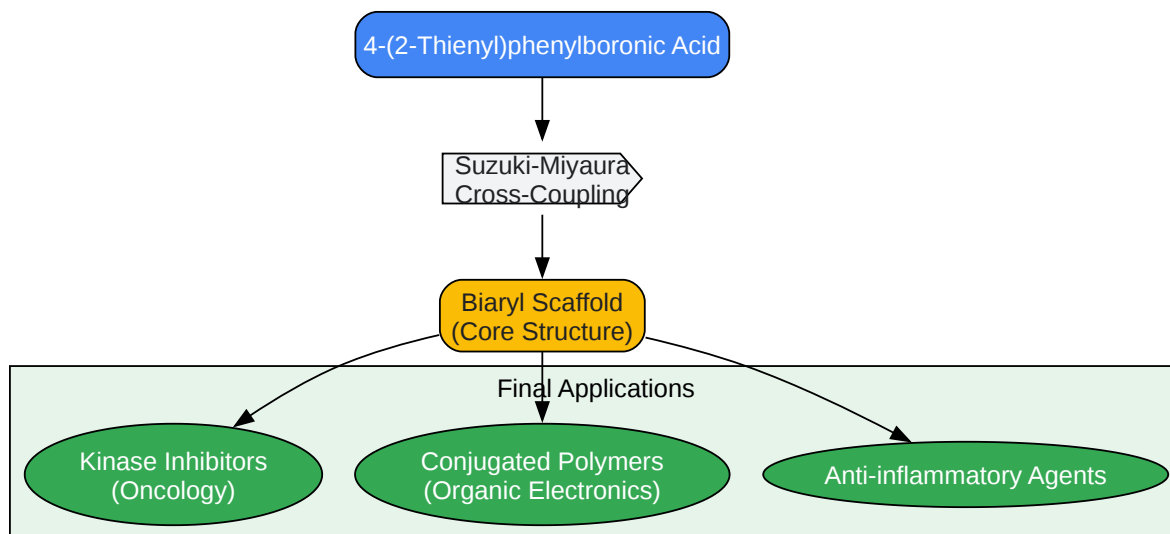 4-(2-Thienyl)phenylboronic Acid
Suzuki-Miyaura
Cross-Coupling
Biaryl Scaffold
(Core Structure)
Final Applications
Kinase Inhibitors
(Oncology)
Conjugated Polymers
(Organic Electronics)
Anti-inflammatory Agents